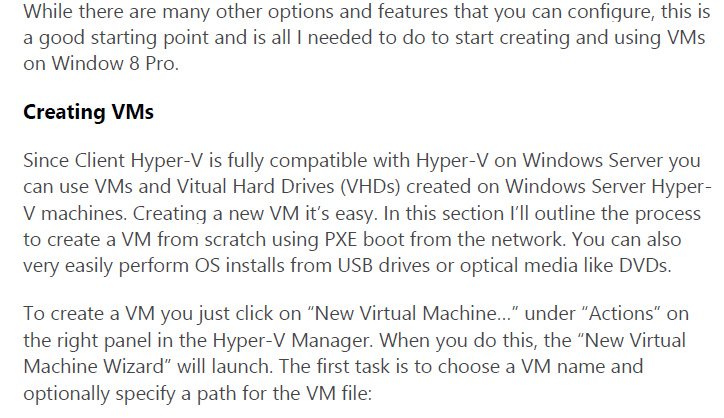 While there are many other options and features that you can configure, this is
a good starting point and is all I needed to do to start creating and using VMs
on Window 8 Pro.
Creating VMs
Since Client Hyper-V is fully compatible with Hyper-V on Windows Server you
can use VMs and Vitual Hard Drives (VHDs) created on Windows Server Hyper-
V machines. Creating a new VM it’s easy. In this section I’ll outline the process
to create a VM from scratch using PXE boot from the network. You can also
very easily perform OS installs from USB drives or optical media like DVDs.
To create a VM you just click on “New Virtual Machine…” under “Actions” on
the right panel in the Hyper-V Manager. When you do this, the “New Virtual
Machine Wizard” will launch. The first task is to choose a VM name and
optionally specify a path for the VM file: